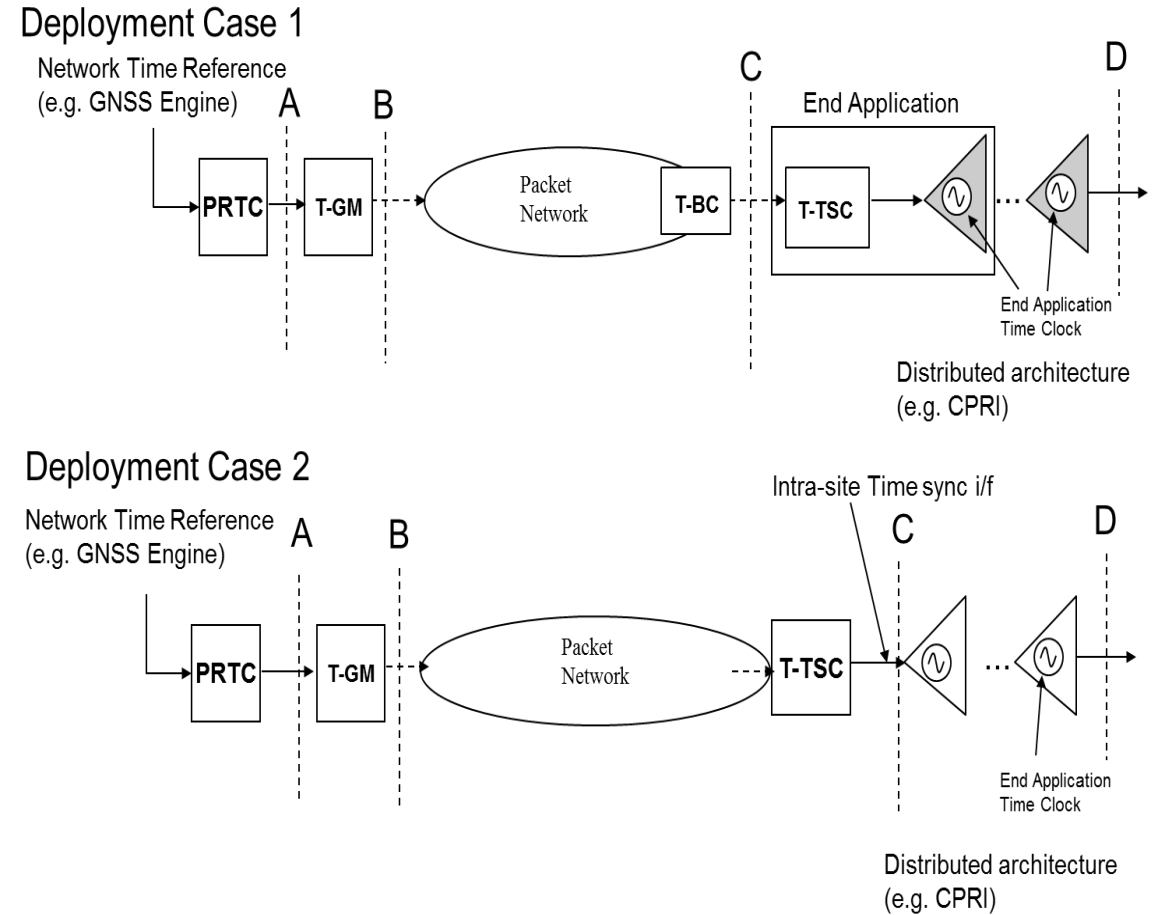 Deployment Case 1
Network Time Reference
(e.g. GNSS Engine)
A
B
C
D
End Application
PRTC
T-GM
Packet
Network
T-BC
T-TSC
...
End Application
Time Clock
Distributed architecture
(e.g. CPRI)
Deployment Case 2
Intra-site Time sync i/f
Network Time Reference
(e.g. GNSS Engine)
A
B
C
D
PRTC
T-GM
Packet
Network
T-TSC
...
End Application
Time Clock
Distributed architecture
(e.g. CPRI)